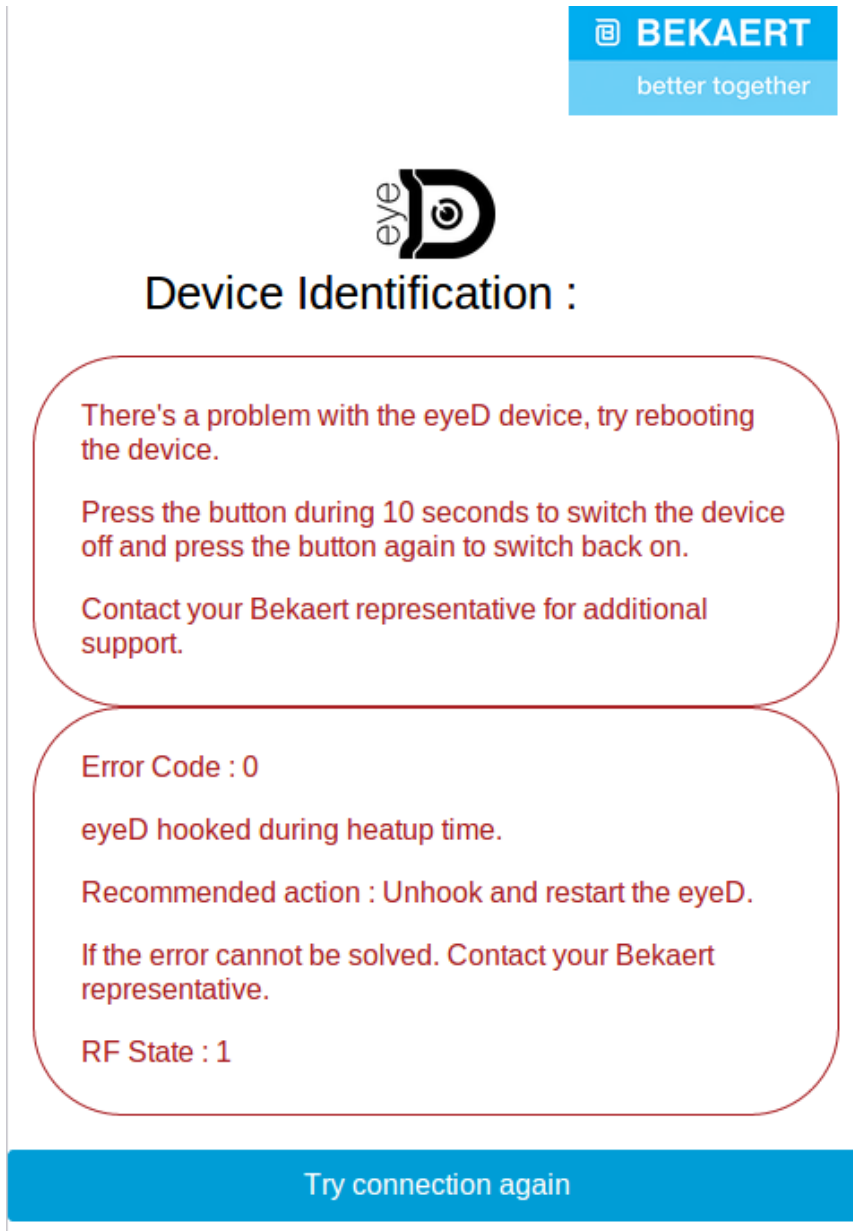 BEKAERT
better together
eye D
Device Identification :
There's a problem with the eyeD device, try rebooting
the device.
Press the button during 10 seconds to switch the device
off and press the button again to switch back on.
Contact your Bekaert representative for additional
support.
Error Code : 0
eyeD hooked during heatup time.
Recommended action : Unhook and restart the eyeD.
If the error cannot be solved. Contact your Bekaert
representative.
RF State : 1
Try connection again